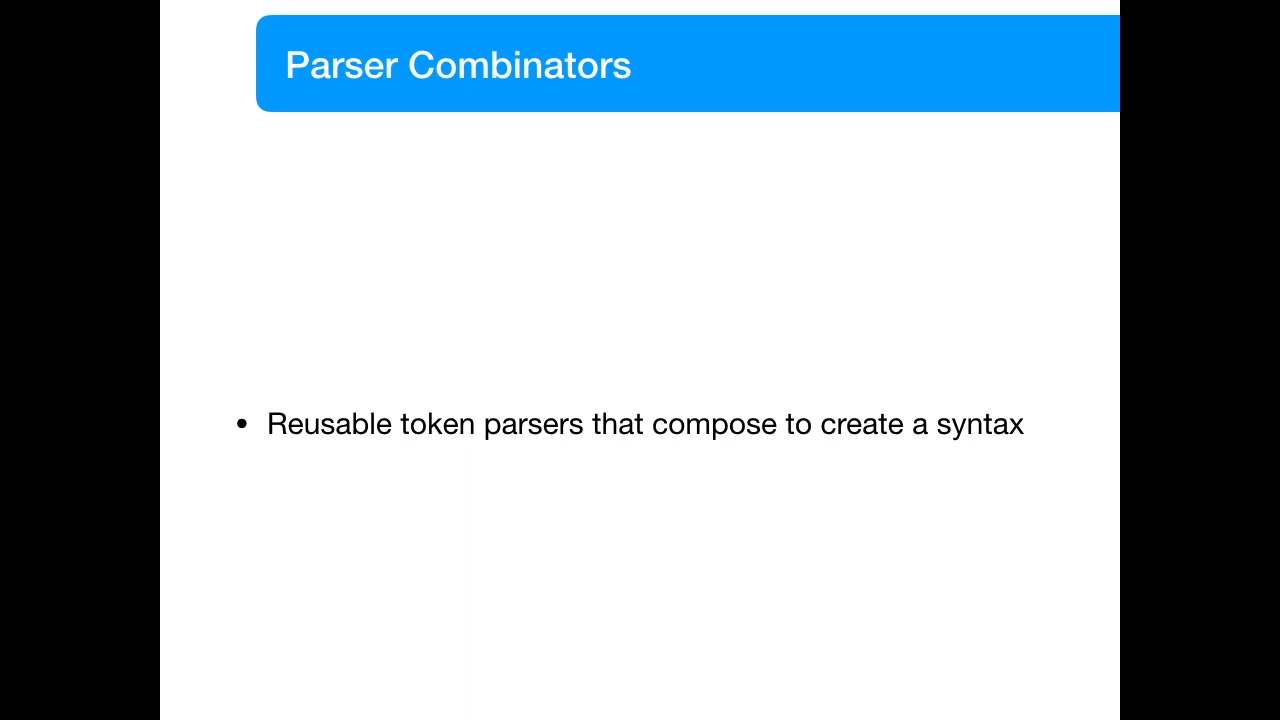 Parser Combinators
• Reusable token parsers that compose to create a syntax